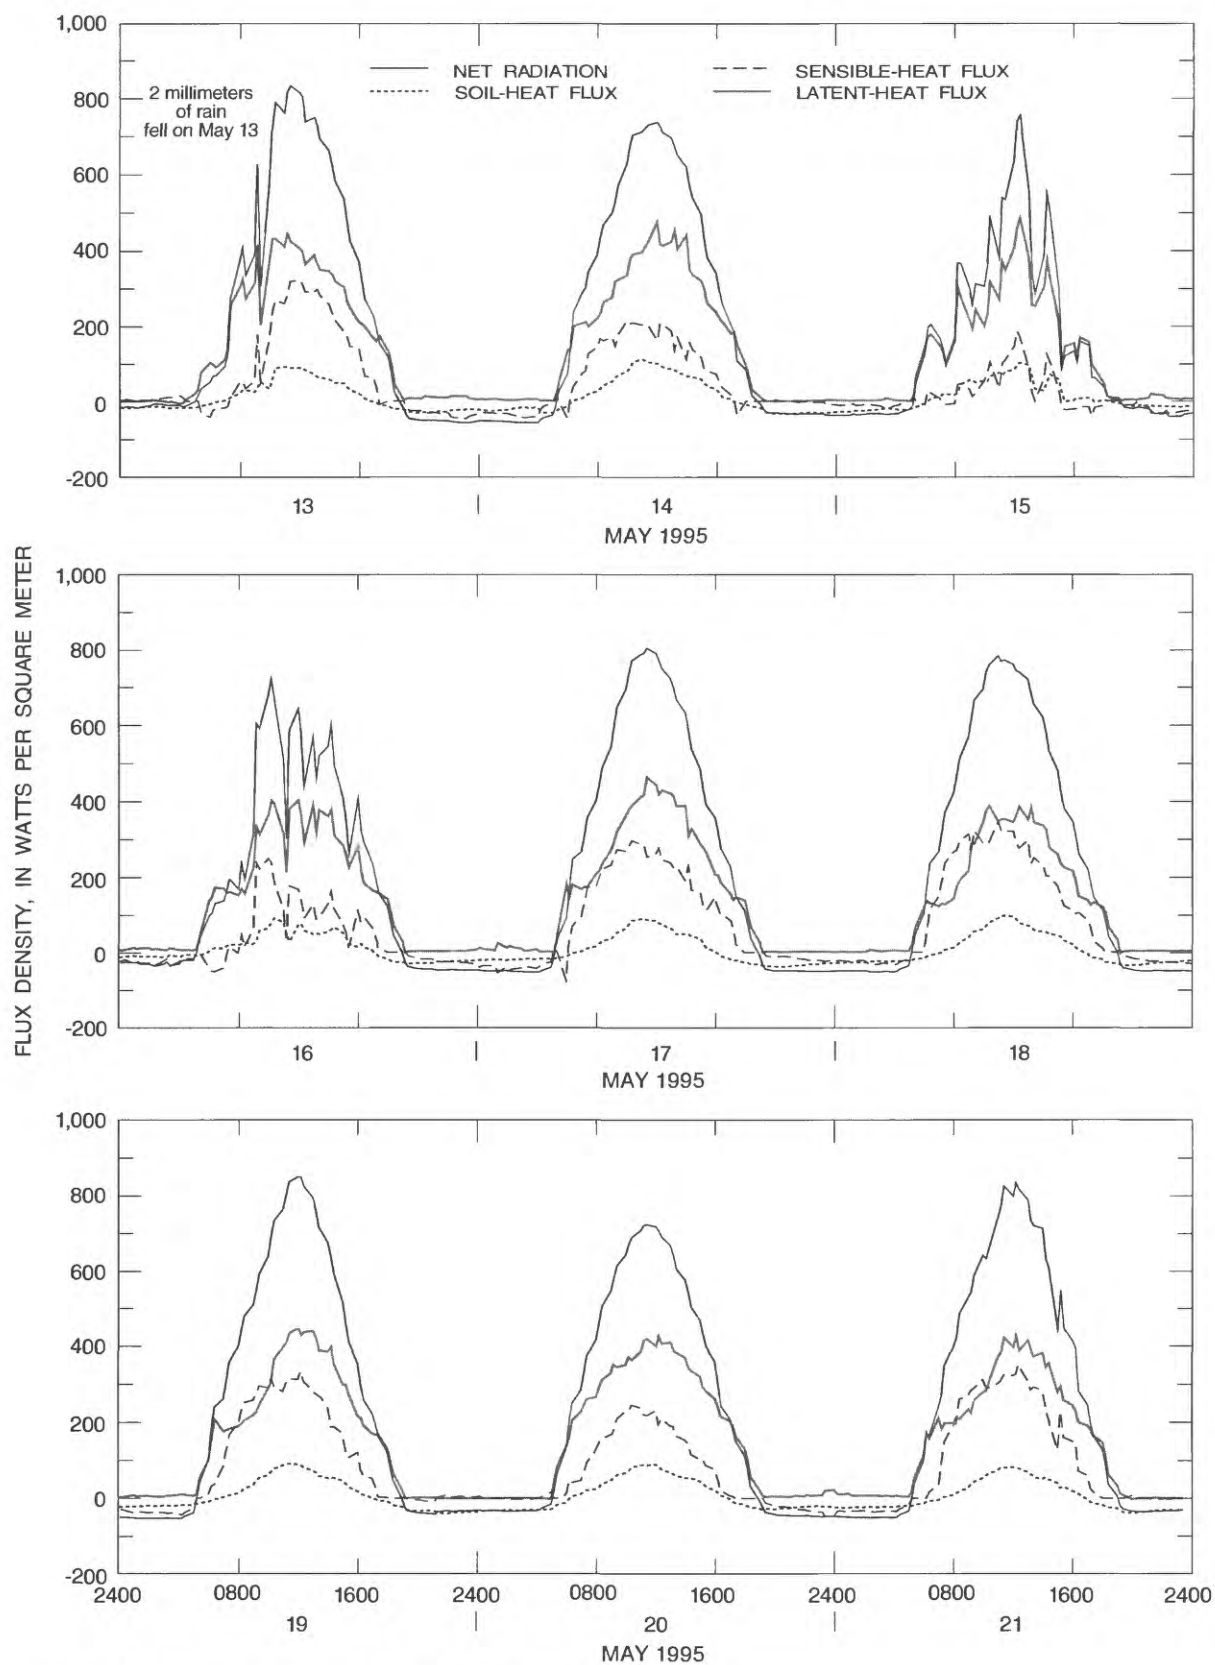 FLUX DENSITY, IN WATTS PER SQUARE METER
1,000
800
600
400
200
0
-200
NET RADIATION
SOIL-HEAT FLUX
SENSIBLE-HEAT FLUX
LATENT-HEAT FLUX
2 millimeters
of rain
fell on May 13
13
14
15
MAY 1995
1,000
800
600
400
200
0
-200
16
17
18
MAY 1995
1,000
800
600
400
200
0
-200
2400 0800 1600 2400 0800 1600 2400 0800 1600 2400
19
20
21
MAY 1995